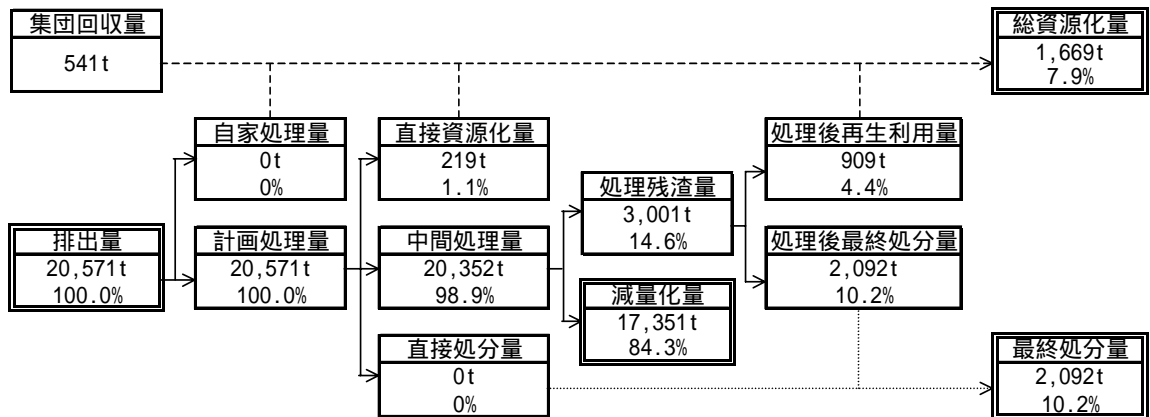 集団回収量
541t
総資源化量
1,669t
7.9%
自家処理量
0t
0%
直接資源化量
219t
1.1%
処理後再生利用量
909t
4.4%
処理残渣量
3,001t
14.6%
排出量
20,571t
100.0%
計画処理量
20,571t
100.0%
中間処理量
20,352t
98.9%
処理後最終処分量
2,092t
10.2%
減量化量
17,351t
84.3%
直接処分量
0t
0%
最終処分量
2,092t
10.2%